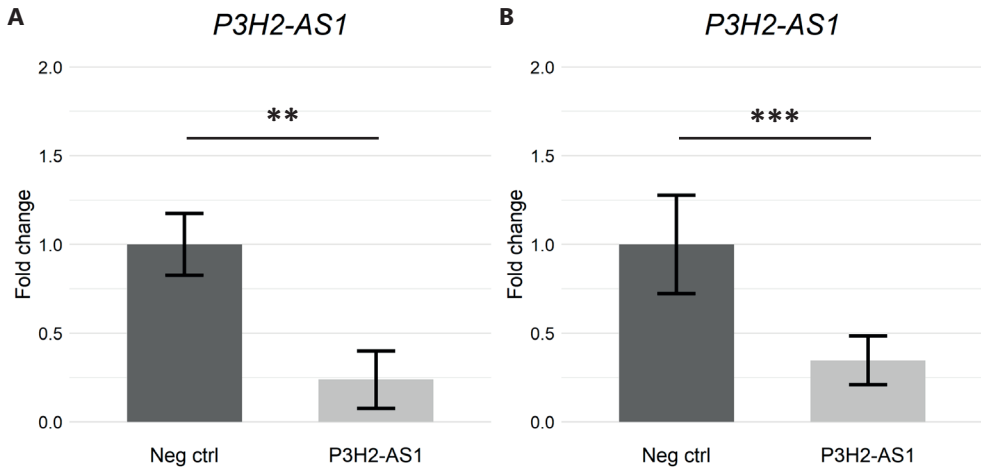 A
P3H2-AS1
2.0
1.5
1.0
0.5
0.0
Fold change
**
Neg ctrl
P3H2-AS1
B
P3H2-AS1
2.0
1.5
1.0
0.5
0.0
Fold change
***
Neg ctrl
P3H2-AS1